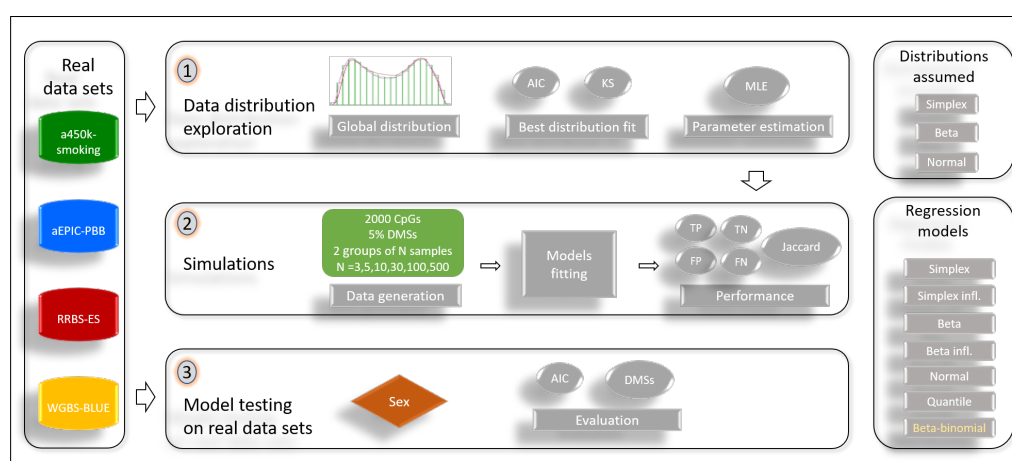 Real
data sets
a450k-
smoking
aEPIC-PBB
RRBS-ES
WGBS-BLUE
1
Data distribution
exploration
Global distribution
AIC
KS
Best distribution fit
MLE
Parameter estimation
2
Simulations
2000 CpGs
5% DMSs
2 groups of N samples
N =3,5,10,30,100,500
Data generation
Models
fitting
TP
TN
FP
FN
Jaccard
Performance
3
Model testing
on real data sets
Sex
AIC
DMSs
Evaluation
Distributions
assumed
Simplex
Beta
Normal
Regression
models
Simplex
Simplex infl.
Beta
Beta infl.
Normal
Quantile
Beta-binomial